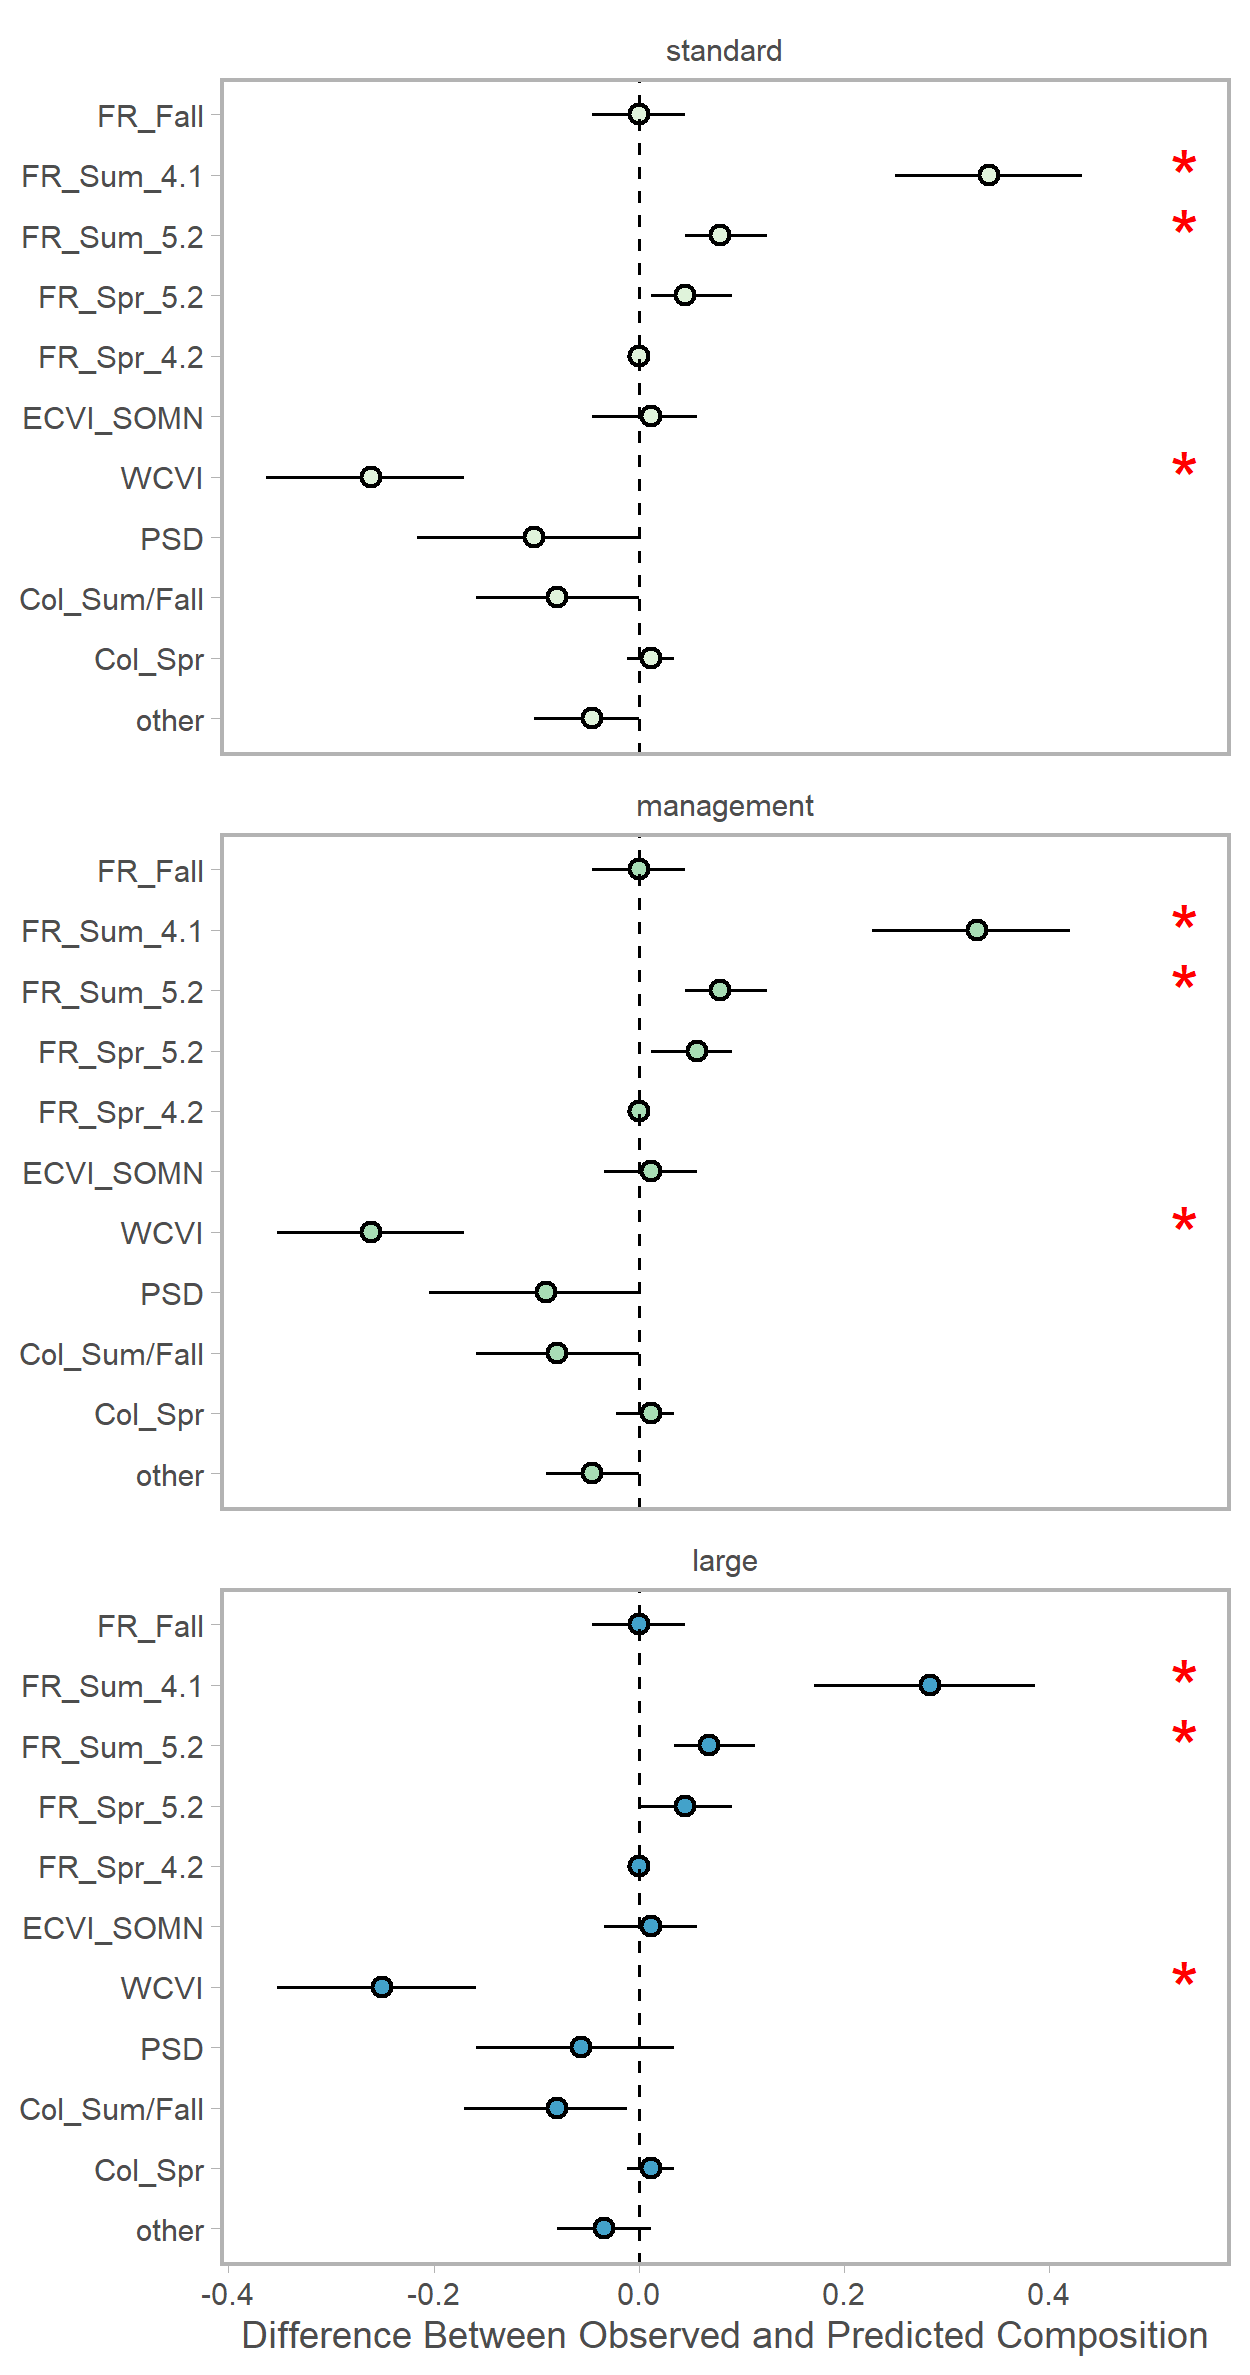 standard
FR_Fall
FR_Sum_4.1
*
FR_Sum_5.2
*
FR_Spr_5.2
FR_Spr_4.2
ECVI_SOMN
WCVI
*
PSD
Col_Sum/Fall
Col_Spr
other
management
FR_Fall
FR_Sum_4.1
*
FR_Sum_5.2
*
FR_Spr_5.2
FR_Spr_4.2
ECVI_SOMN
WCVI
*
PSD
Col_Sum/Fall
Col_Spr
other
large
FR_Fall
FR_Sum_4.1
*
FR_Sum_5.2
*
FR_Spr_5.2
FR_Spr_4.2
ECVI_SOMN
WCVI
*
PSD
Col_Sum/Fall
Col_Spr
other
-0.4 -0.2 0.0 0.2 0.4
Difference Between Observed and Predicted Composition